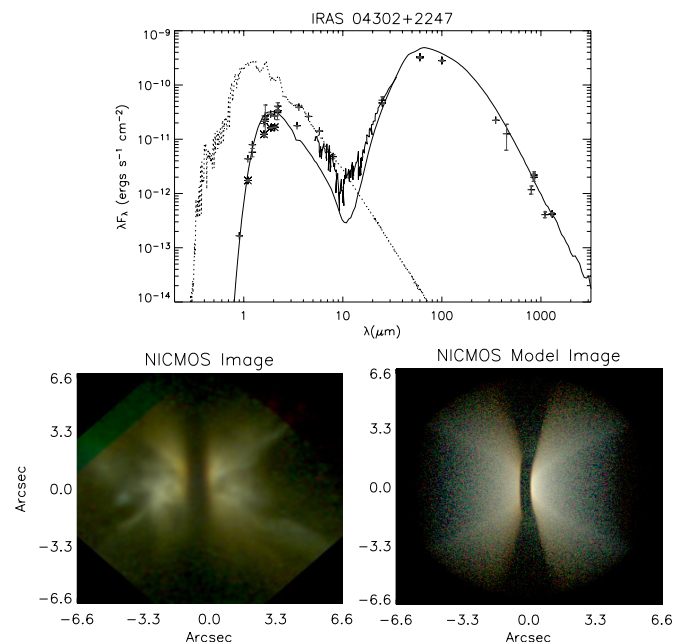 IRAS 04302+2247
10⁻⁹
10⁻¹⁰
10⁻¹¹
10⁻¹²
10⁻¹³
10⁻¹⁴
λFλ (ergs s⁻¹ cm⁻²)
1 10 100 1000
λ(μm)
NICMOS Image
6.6
3.3
0.0
−3.3
−6.6
Arcsec
−6.6 −3.3 0.0 3.3 6.6
Arcsec
NICMOS Model Image
6.6
3.3
0.0
−3.3
−6.6
−6.6 −3.3 0.0 3.3 6.6
Arcsec